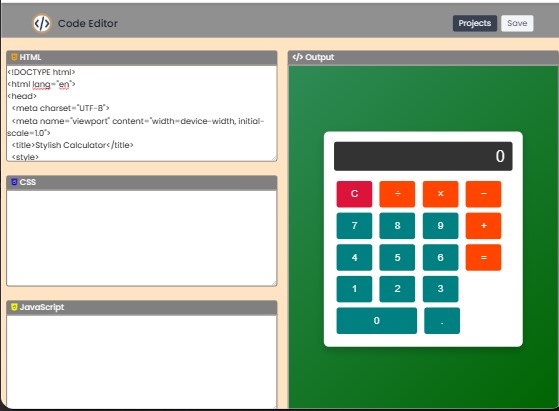 </> Code Editor
Projects Save
HTML
<!DOCTYPE html>
<html lang="en">
<head>
<meta charset="UTF-8">
<meta name="viewport" content="width=device-width, initial-
scale=1.0">
<title>Stylish Calculator</title>
<style>
CSS
JavaScript
</> Output
0
C ÷ × −
7 8 9 +
4 5 6 =
1 2 3
0 .